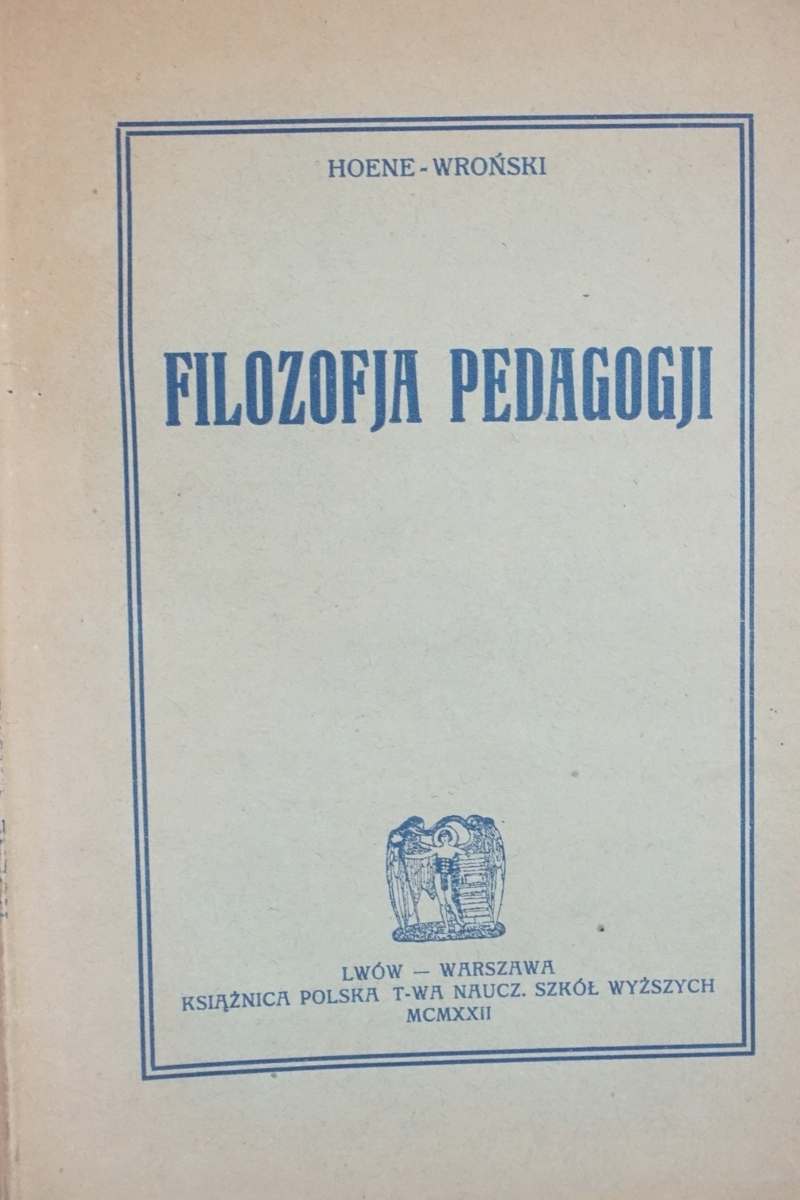 HOENE-WROŃSKI
FILOZOFJA PEDAGOGJI
LWÓW — WARSZAWA
KSIĄŻNICA POLSKA T-WA NAUCZ. SZKÓŁ WYŻSZYCH
MCMXXII